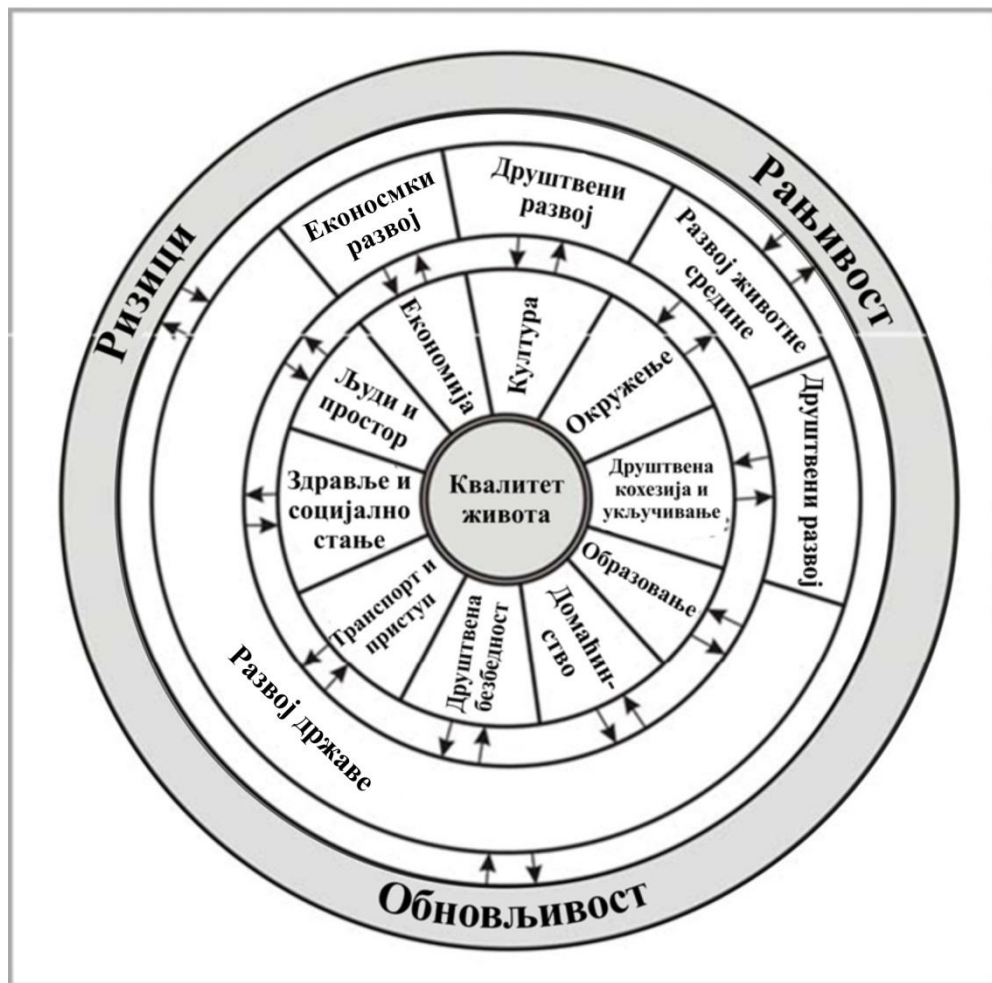 Ризици
Рањивост
Обновљивост
Економски
развој
Друштвени
развој
Развој животне
средине
Друштвени развој
Развој државе
Економија
Култура
Окружење
Друштвена
кохезија и
укључивање
Образовање
Домаћин-
ство
Друштвена
безбедност
Транспорт и
приступ
Здравље и
социјално
стање
Људи и
простор
Квалитет
живота